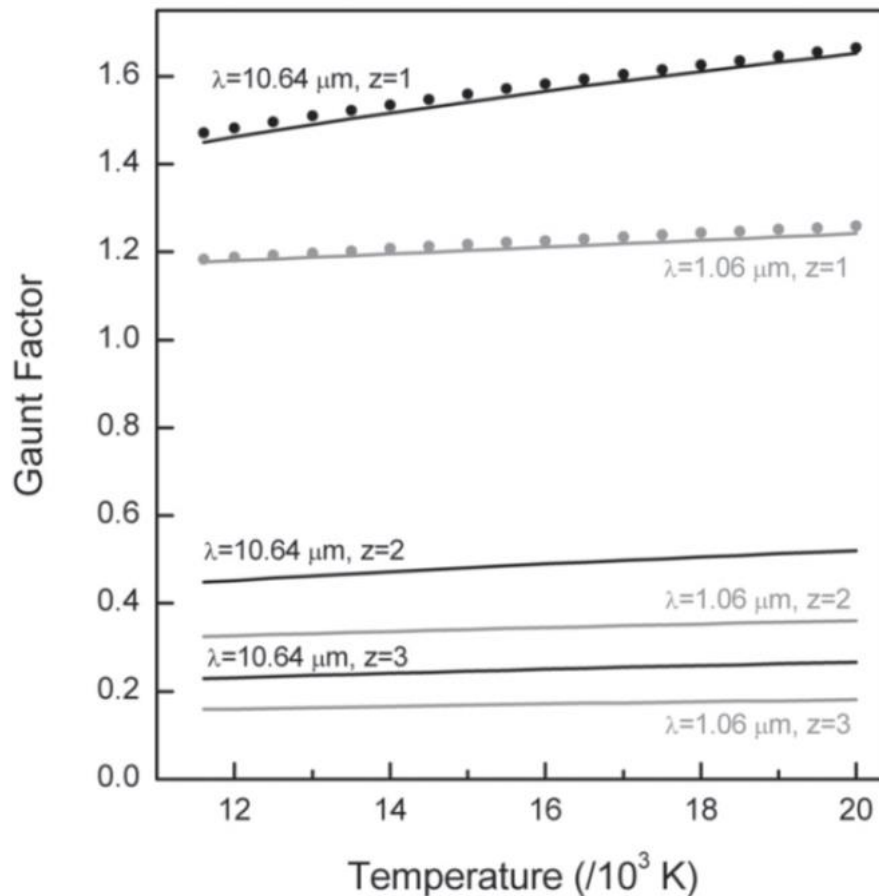 1.6
λ=10.64 μm, z=1
1.4
1.2
λ=1.06 μm, z=1
1.0
Gaunt Factor
0.8
0.6
λ=10.64 μm, z=2
0.4
λ=1.06 μm, z=2
λ=10.64 μm, z=3
0.2
λ=1.06 μm, z=3
0.0
12 14 16 18 20
Temperature (/10³ K)